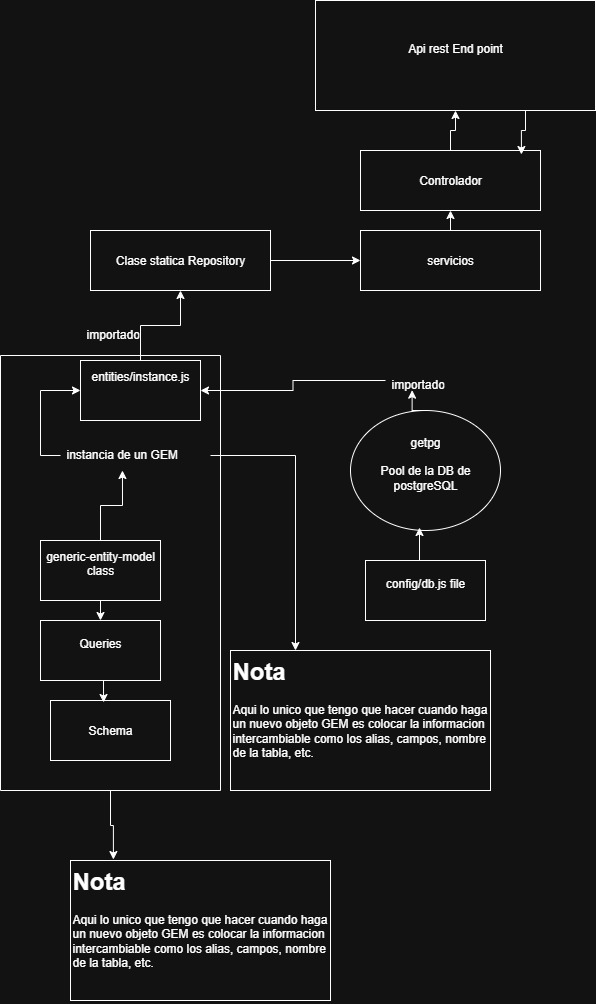 Api rest End point
Controlador
Clase statica Repository
servicios
importado
entities/instance.js
importado
instancia de un GEM
getpg
Pool de la DB de
postgreSQL
generic-entity-model
class
config/db.js file
Queries
Schema
Nota
Aqui lo unico que tengo que hacer cuando haga
un nuevo objeto GEM es colocar la informacion
intercambiable como los alias, campos, nombre
de la tabla, etc.
Nota
Aqui lo unico que tengo que hacer cuando haga
un nuevo objeto GEM es colocar la informacion
intercambiable como los alias, campos, nombre
de la tabla, etc.